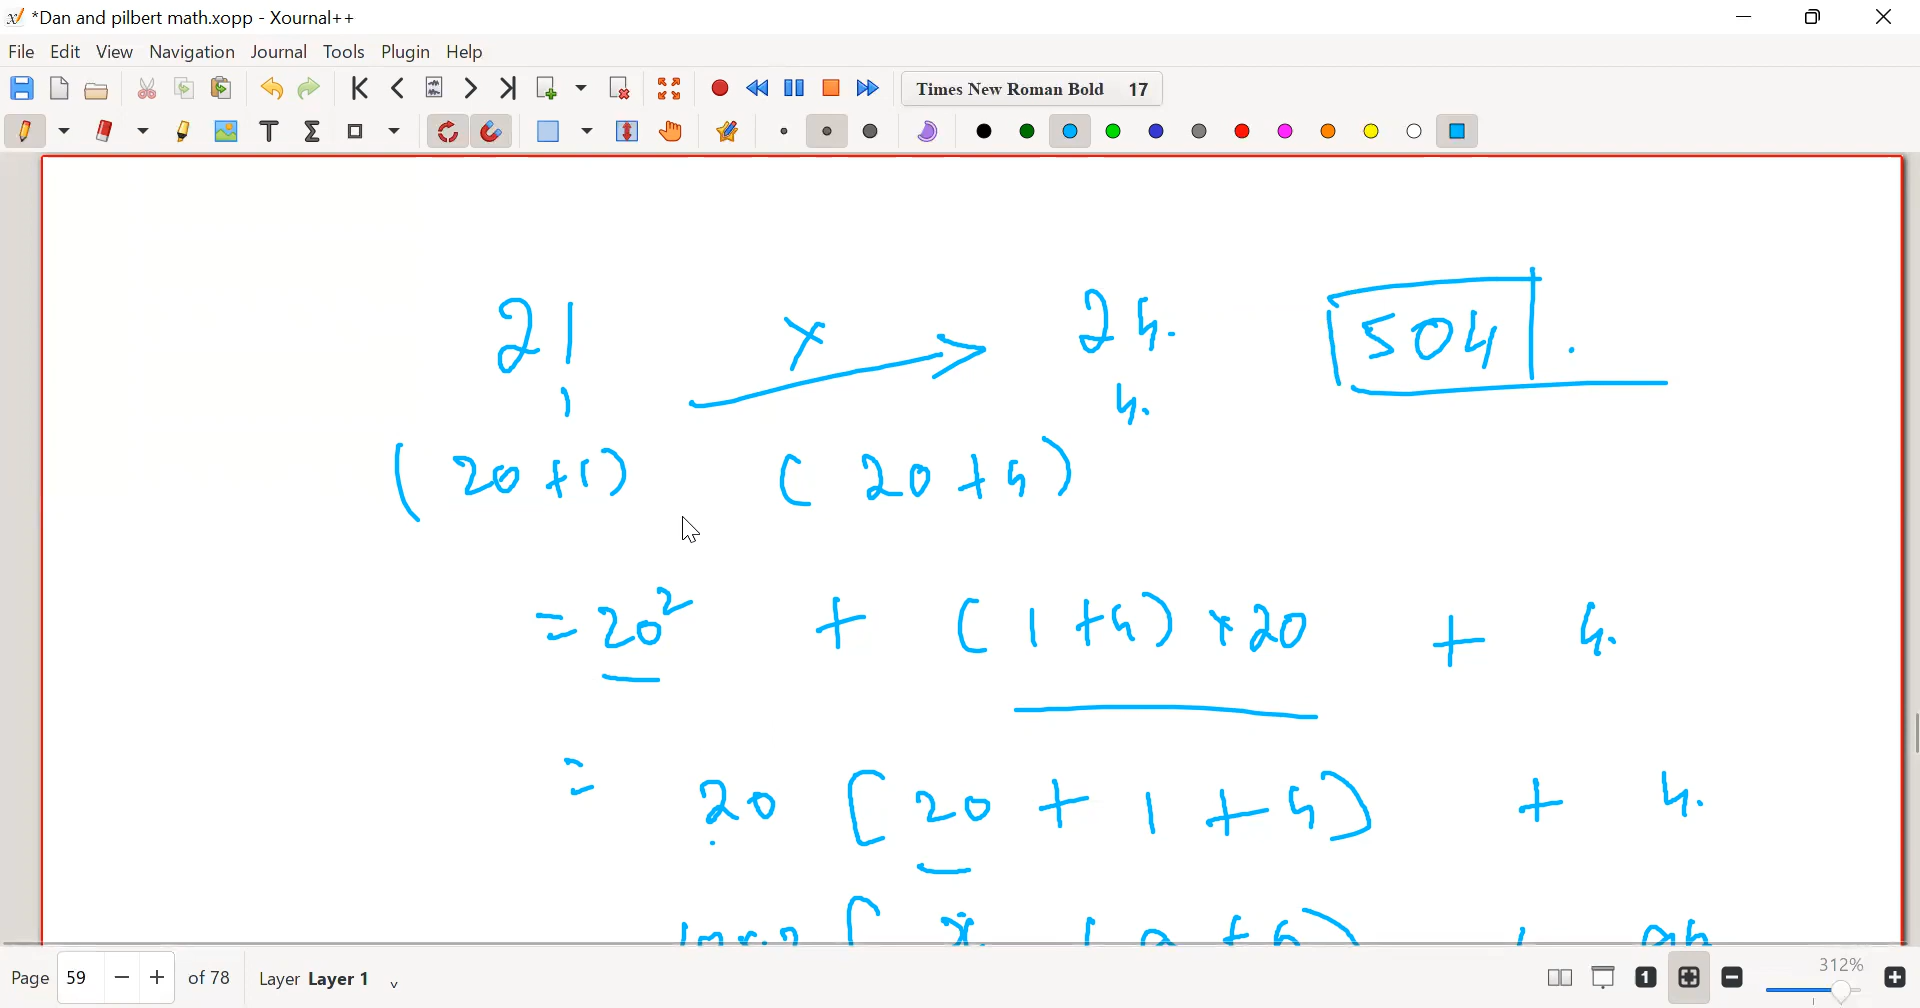 *Dan and pilbert math.xopp - Xournal++
File Edit View Navigation Journal Tools Plugin Help
Times New Roman Bold 17
21 × 24. 504.
1 4.
(20 + 1) (20 + 4)
= 20² + (1 + 4) × 20 + 4.
= 20 [20 + 1 + 4] + 4.
Page 59 of 78 Layer Layer 1 312%
1